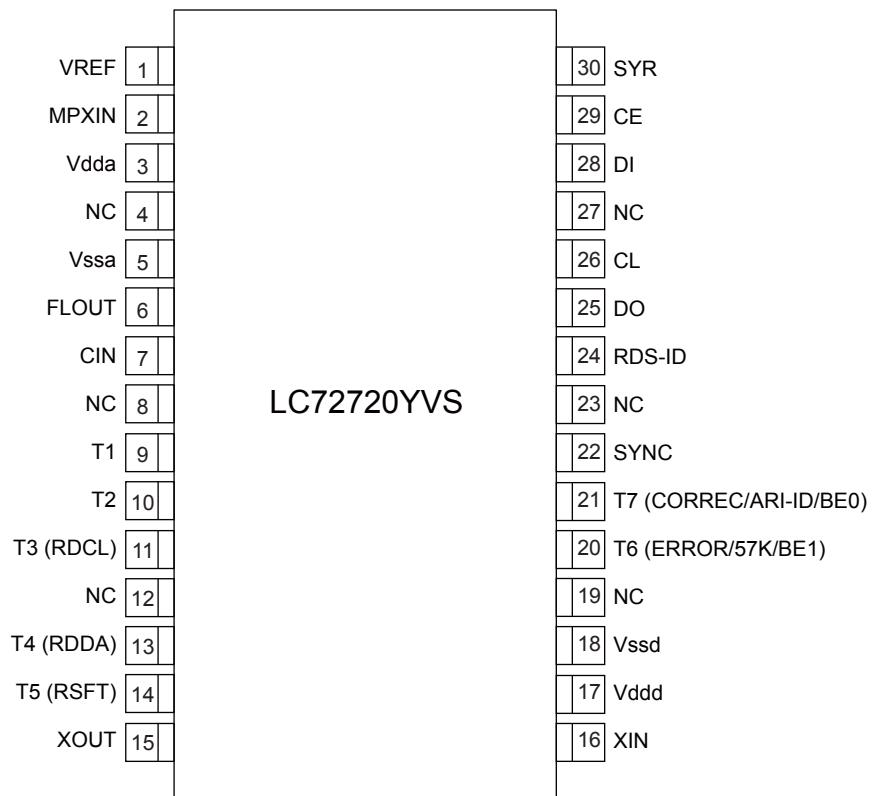 VREF 1 30 SYR
MPXIN 2 29 CE
Vdda 3 28 DI
NC 4 27 NC
Vssa 5 26 CL
FLOUT 6 25 DO
CIN 7 24 RDS-ID
LC72720YVS
NC 8 23 NC
T1 9 22 SYNC
T2 10 21 T7 (CORREC/ARI-ID/BE0)
T3 (RDCL) 11 20 T6 (ERROR/57K/BE1)
NC 12 19 NC
T4 (RDDA) 13 18 Vssd
T5 (RSFT) 14 17 Vddd
XOUT 15 16 XIN